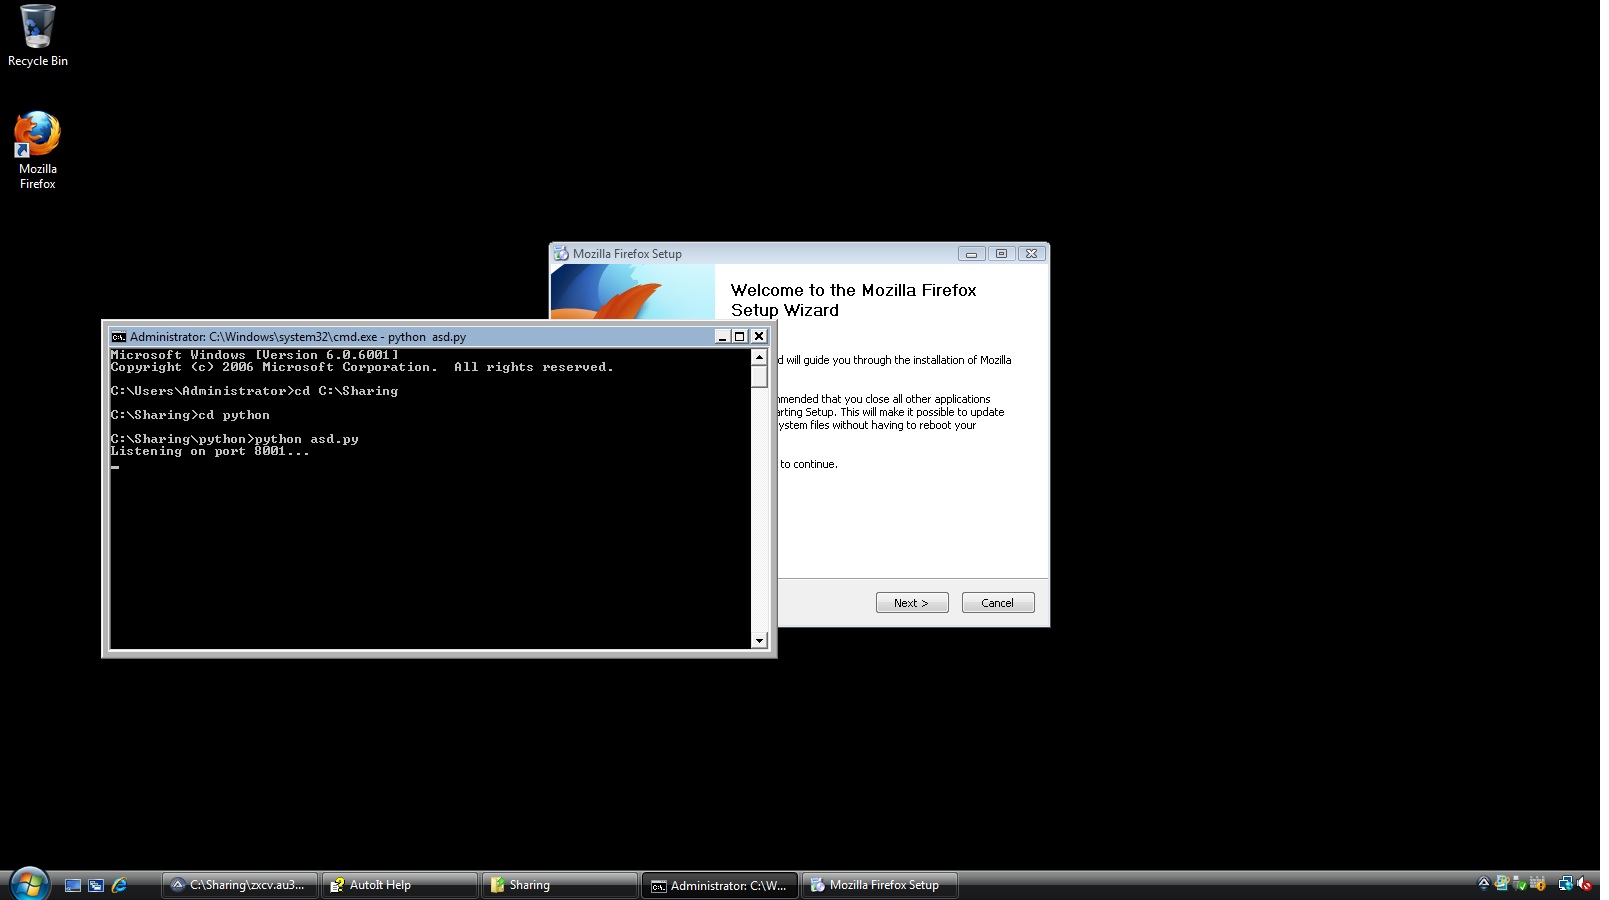 Recycle Bin
Mozilla
Firefox
Mozilla Firefox Setup
Welcome to the Mozilla Firefox
Setup Wizard
d will guide you through the installation of Mozilla
mended that you close all other applications
arting Setup. This will make it possible to update
ystem files without having to reboot your
to continue.
Next >
Cancel
Administrator: C:\Windows\system32\cmd.exe - python  asd.py
Microsoft Windows [Version 6.0.6001]
Copyright (c) 2006 Microsoft Corporation.  All rights reserved.
C:\Users\Administrator>cd C:\Sharing
C:\Sharing>cd python
C:\Sharing\python>python asd.py
Listening on port 8001...
C:\Sharing\zxcv.au3...
AutoIt Help
Sharing
Administrator: C:\W...
Mozilla Firefox Setup